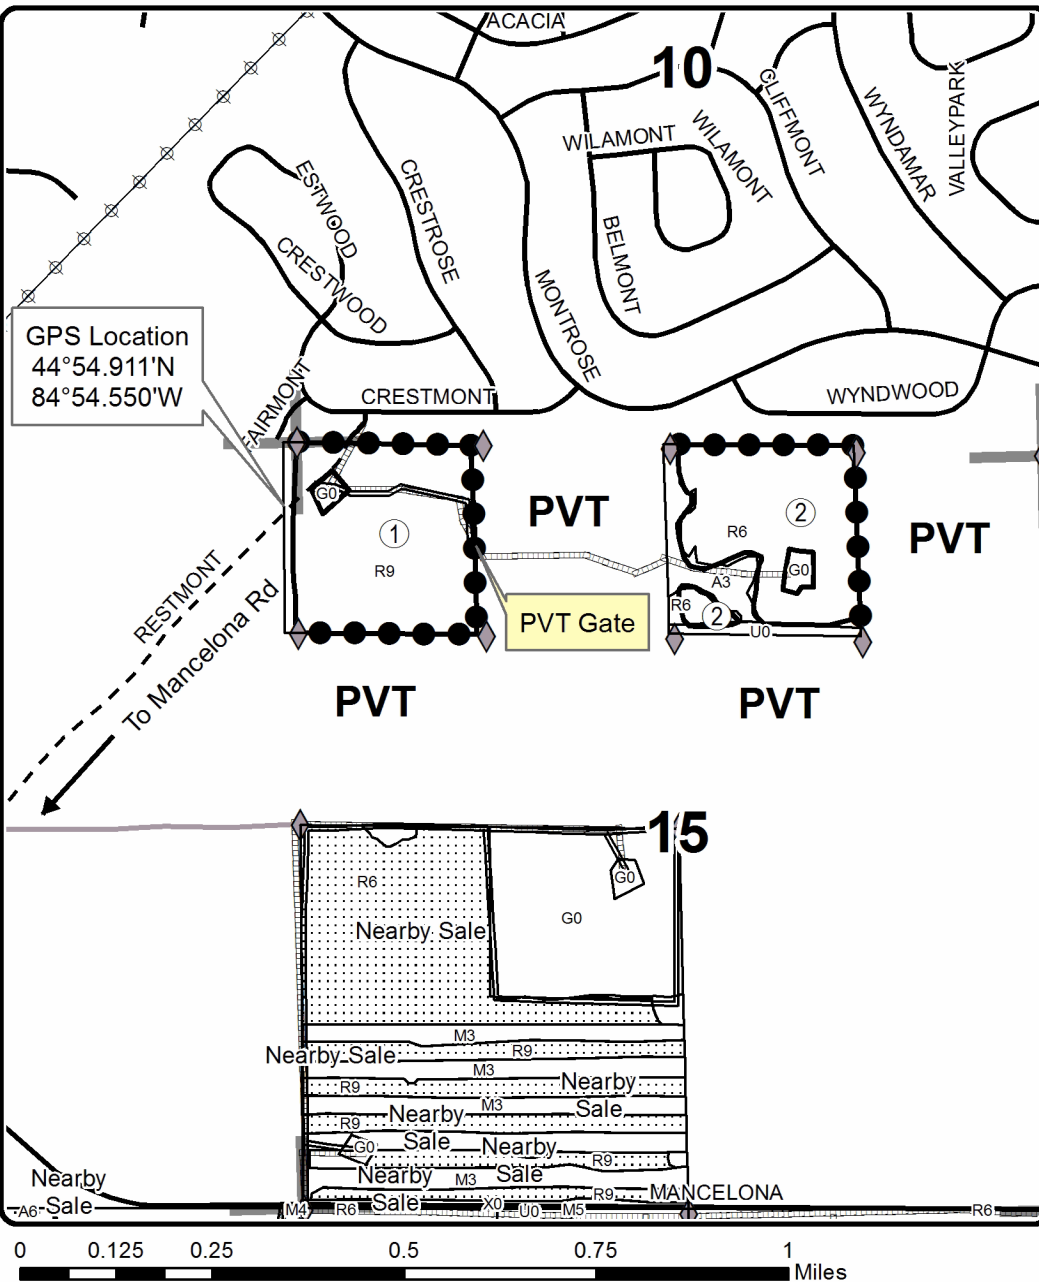 ACACIA
10
CLIFFMONT
WYNDAMAR
VALLEYPARK
WILAMONT
WILAMONT
ESTWOOD
CRESTROSE
CRESTWOOD
BELMONT
MONTROSE
GPS Location
44°54.911'N
84°54.550'W
FAIRMONT
CRESTMONT
WYNDWOOD
G0
1
R9
PVT
2
R6
G0
A3
R6
2
U0
PVT
PVT Gate
RESTMONT
To Mancelona Rd
PVT
PVT
15
R6
G0
G0
Nearby Sale
M3
Nearby Sale
R9
M3
R9
Nearby
Sale
M3
Nearby
Sale
R9
G0
Nearby
Sale
R9
Nearby
Sale
M3
R9
MANCELONA
Nearby
Sale
A6
M4
R6
X0
U0
M5
R6
0
0.125
0.25
0.5
0.75
1
Miles